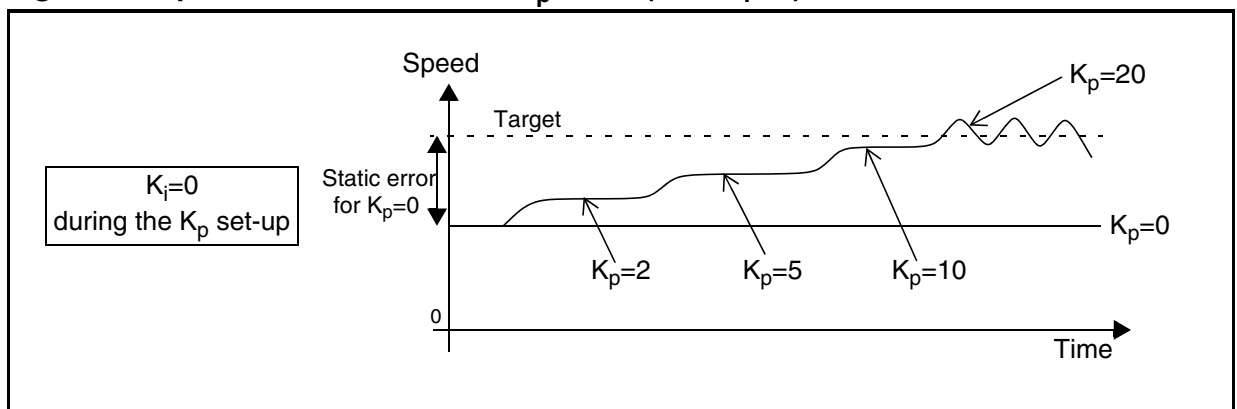 Speed
Kp=20
Target
Ki=0
during the Kp set-up
Static error
for Kp=0
Kp=0
Kp=2
Kp=5
Kp=10
0
Time